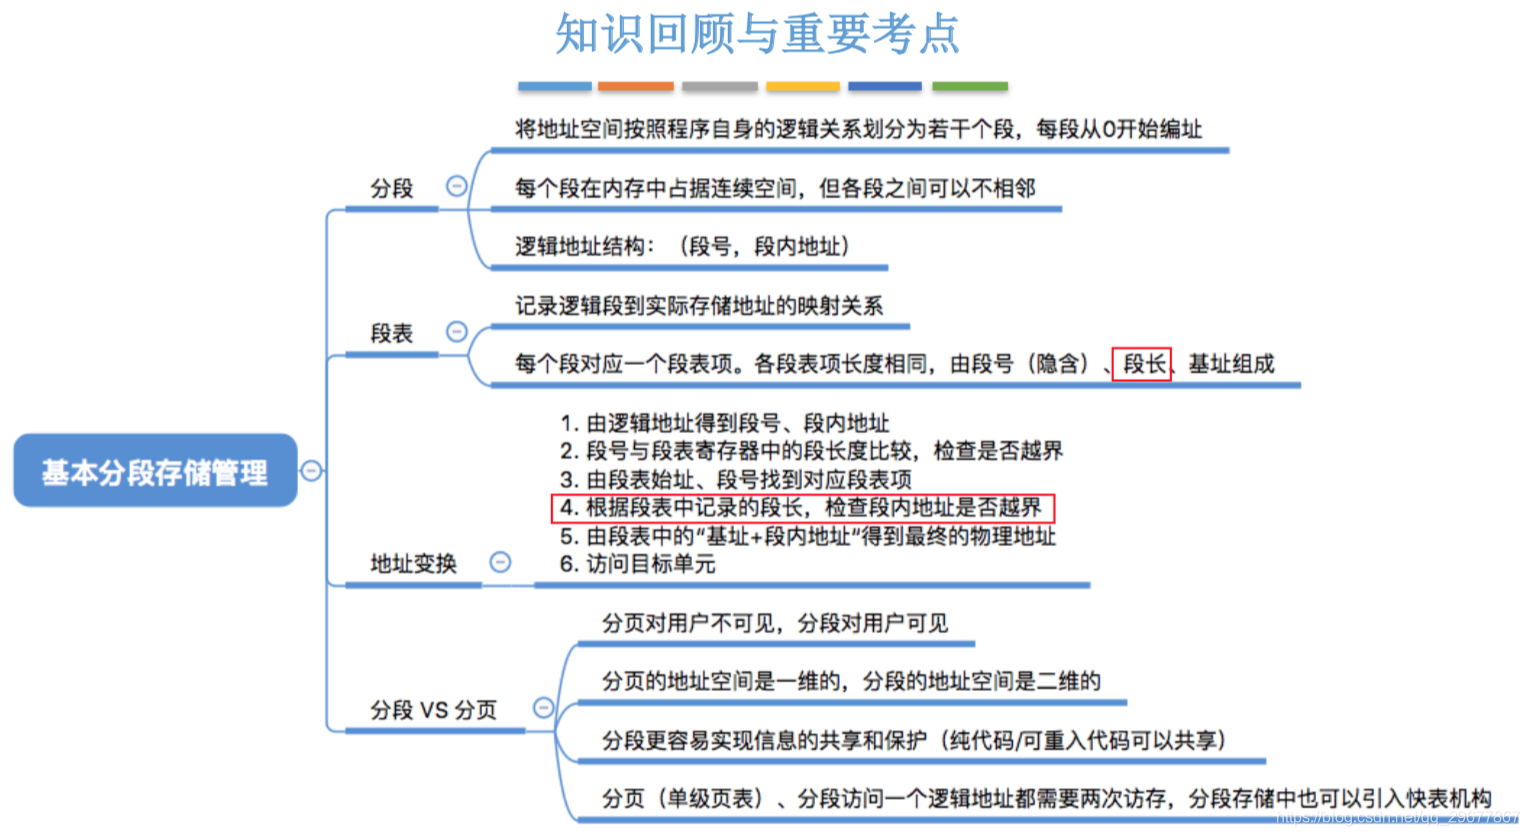 知识回顾与重要考点
将地址空间按照程序自身的逻辑关系划分为若干个段，每段从0开始编址
分段
每个段在内存中占据连续空间，但各段之间可以不相邻
逻辑地址结构：（段号，段内地址）
记录逻辑段到实际存储地址的映射关系
段表
每个段对应一个段表项。各段表项长度相同，由段号（隐含）、段长、基址组成
基本分段存储管理
1. 由逻辑地址得到段号、段内地址
2. 段号与段表寄存器中的段长度比较，检查是否越界
3. 由段表始址、段号找到对应段表项
4. 根据段表中记录的段长，检查段内地址是否越界
5. 由段表中的“基址+段内地址”得到最终的物理地址
6. 访问目标单元
地址变换
分页对用户不可见，分段对用户可见
分页的地址空间是一维的，分段的地址空间是二维的
分段 VS 分页
分段更容易实现信息的共享和保护（纯代码/可重入代码可以共享）
分页（单级页表）、分段访问一个逻辑地址都需要两次访存，分段存储中也可以引入快表机构
https://blog.csdn.net/qq_29677867